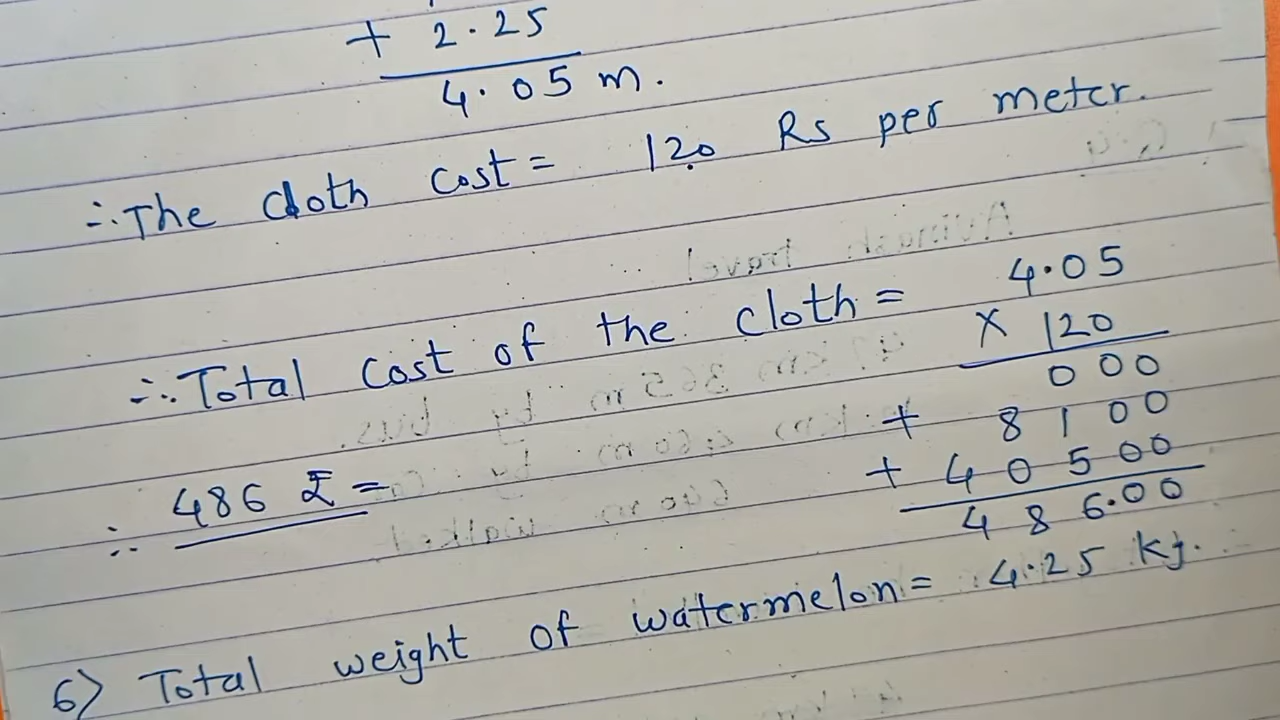 + 2.25
4.05 m.
∴ The cloth cost = 120 Rs per meter.
∴ Total cost of the cloth = 4.05
x 120
000
+ 8100
+ 40500
486.00
∴ 486 ₹ =
6) Total weight of watermelon = 4.25 kg.